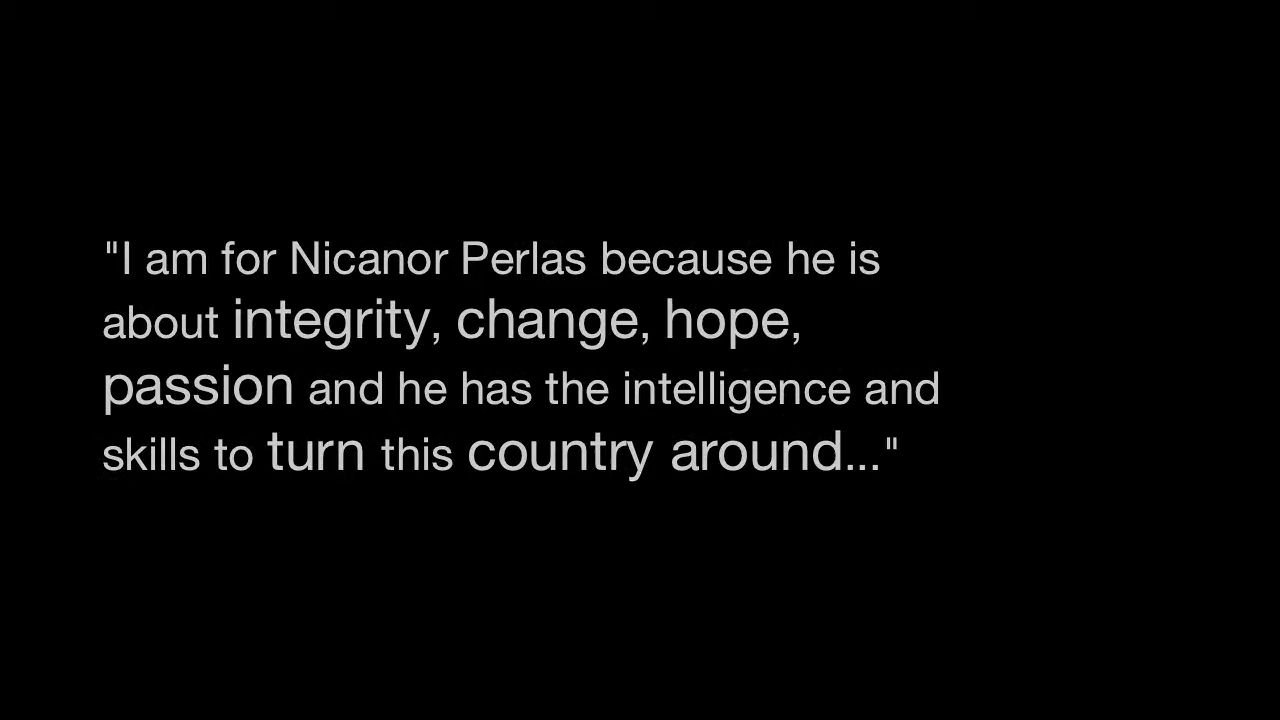 "I am for Nicanor Perlas because he is
about integrity, change, hope,
passion and he has the intelligence and
skills to turn this country around..."